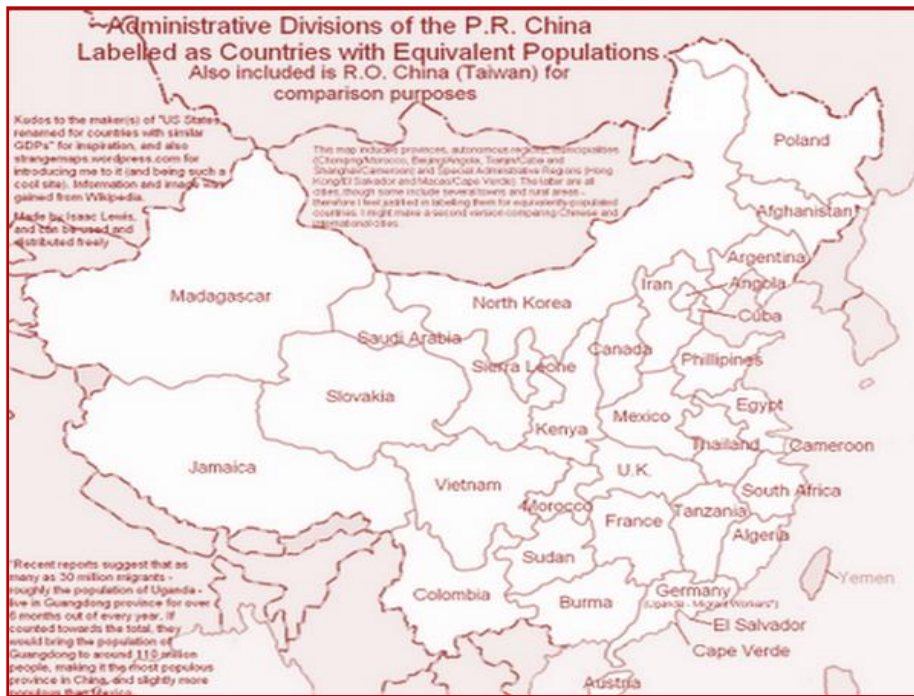 Administrative Divisions of the P.R. China
Labelled as Countries with Equivalent Populations
Also included is R.O. China (Taiwan) for
comparison purposes
Kudos to the maker(s) of "US States
renamed for countries with similar
GDPs" for inspiration, and also
strangemaps.wordpress.com for
introducing me to it (and being such a
cool site). Information and image was
gained from Wikipedia.
Made by Isaac Lewis,
and can be used and
distributed freely
This map includes provinces, autonomous regions, municipalities
(Chonqing/Morocco, Beijing/Angola, Tianjin/Cuba and
Shanghai/Cameroon) and Special Administrative Regions (Hong
Kong/El Salvador and Macao/Cape Verde). The latter are all
cities, though some include several towns and rural areas -
therefore I feel justified in labelling them for equivalently-populated
countries. I might make a second version comparing Chinese and
international cities.
Poland
Afghanistan*
Argentina
Iran
Angola
Madagascar
North Korea
Cuba
Saudi Arabia
Canada
Phillipines
Sierra Leone
Slovakia
Mexico
Egypt
Kenya
Thailand
Cameroon
Jamaica
Vietnam
U.K.
South Africa
Morocco
France
Tanzania
Algeria
Sudan
Yemen
Colombia
Burma
Germany
(Uganda - Migrant Workers*)
El Salvador
Cape Verde
Austria
*Recent reports suggest that as
many as 30 million migrants -
roughly the population of Uganda -
live in Guangdong province for over
6 months out of every year. If
counted towards the total, they
would bring the population of
Guangdong to around 110 million
people, making it the most populous
province in China, and slightly more
populous than Mexico.